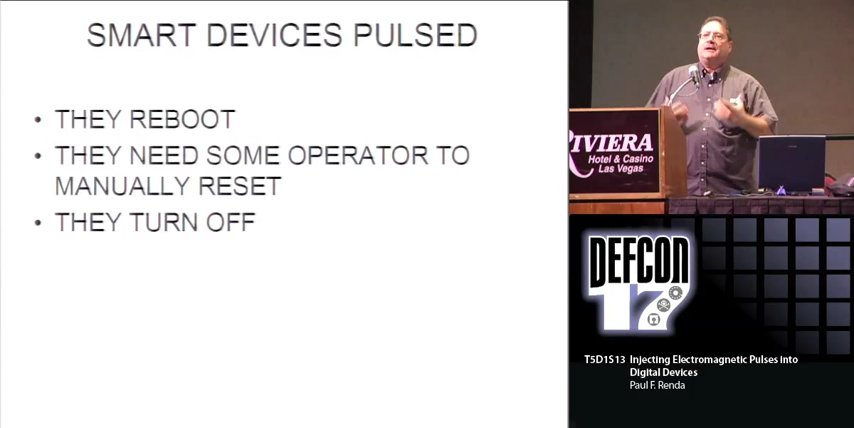 SMART DEVICES PULSED
• THEY REBOOT
• THEY NEED SOME OPERATOR TO
MANUALLY RESET
• THEY TURN OFF
RIVIERA
Hotel & Casino
Las Vegas
DEFCON
17
T5D1S13 Injecting Electromagnetic Pulses into
Digital Devices
Paul F. Renda